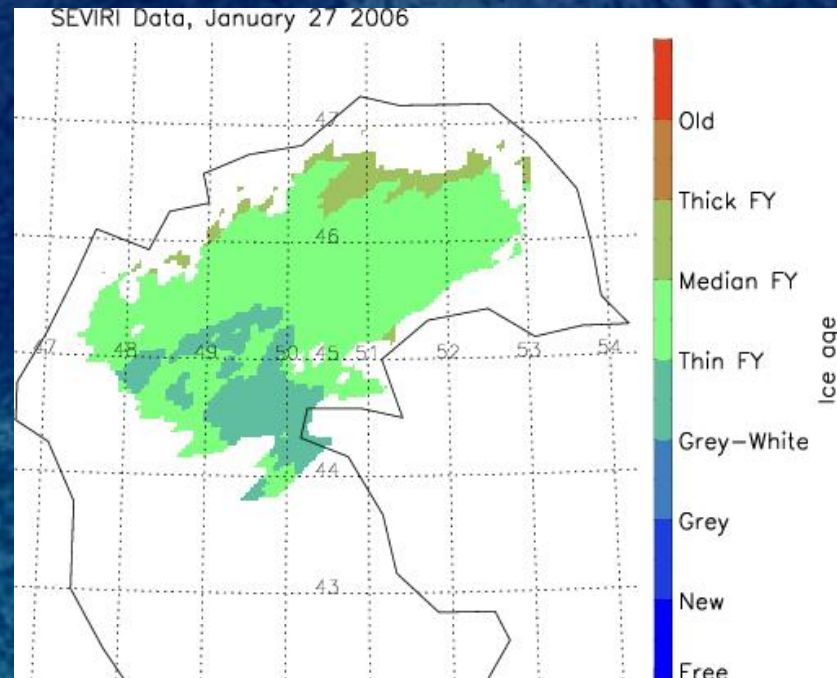 SEVIRI Data, January 27 2006
47
46
47 48 49 50 45 51 52 53 54
44
43
Old
Thick FY
Median FY
Thin FY
Grey-White
Grey
New
Free
Ice age